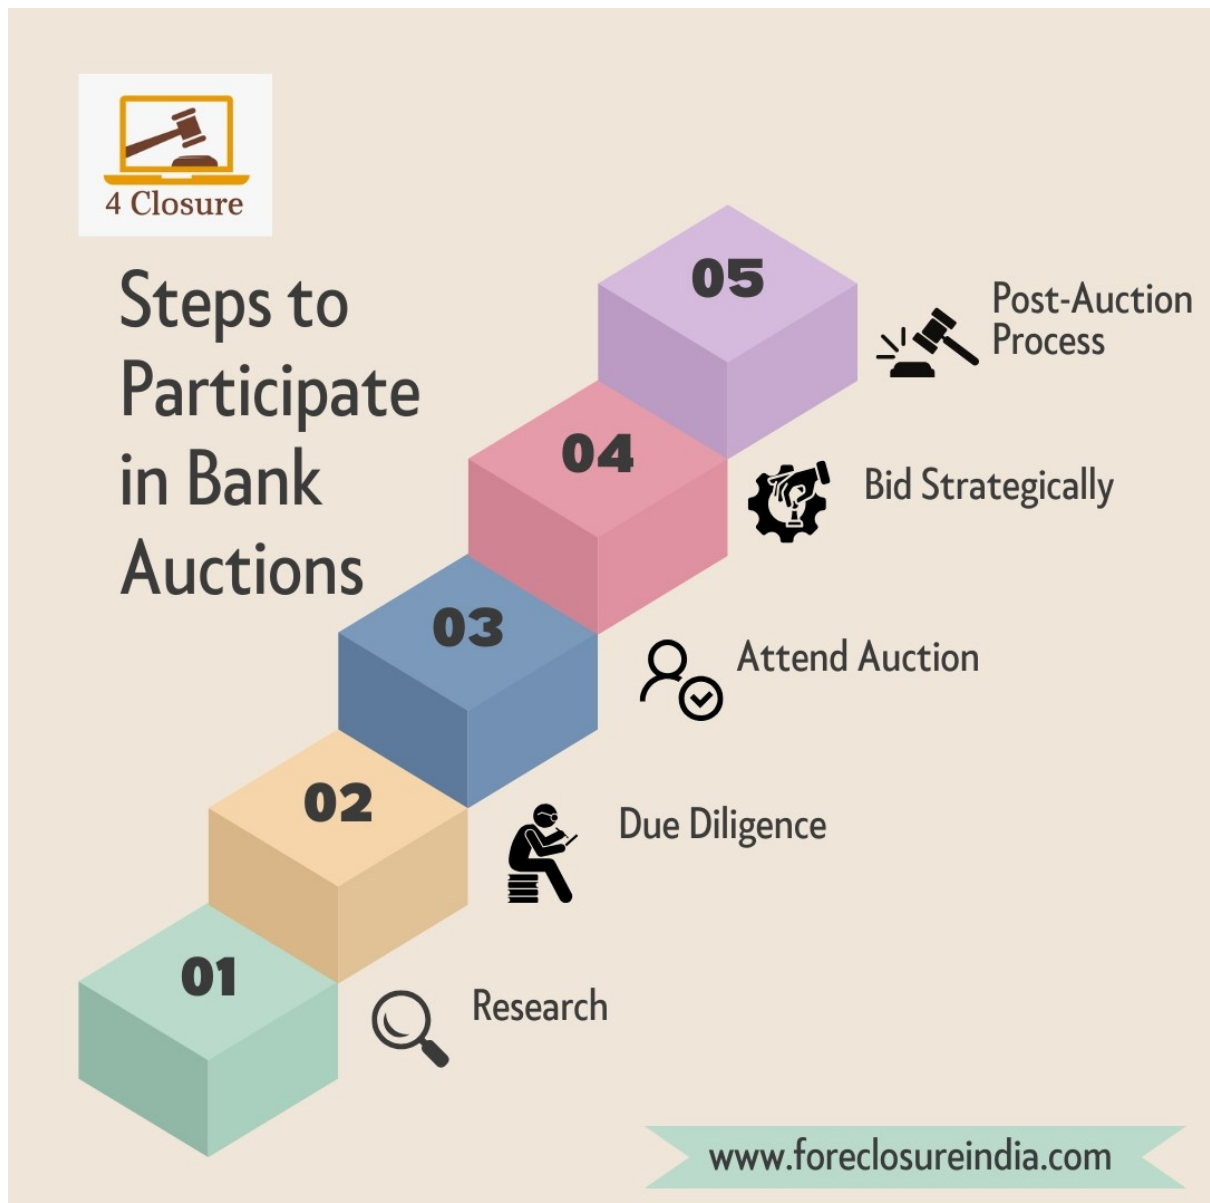 4 Closure
Steps to
Participate
in Bank
Auctions
05
Post-Auction
Process
04
Bid Strategically
03
Attend Auction
02
Due Diligence
01
Research
www.foreclosureindia.com